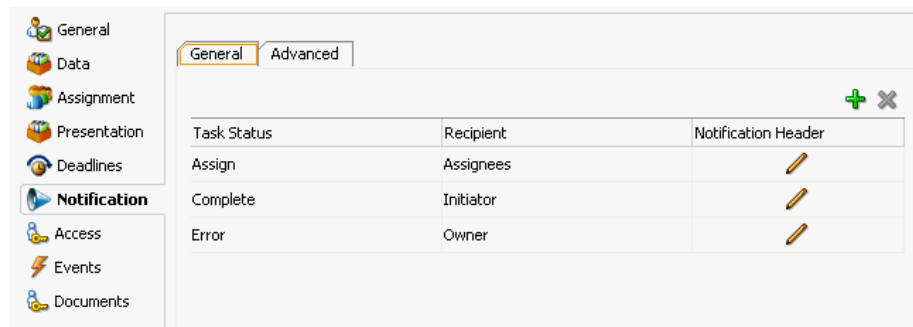 General
Data
Assignment
Presentation
Deadlines
Notification
Access
Events
Documents
General Advanced
Task Status Recipient Notification Header
Assign Assignees
Complete Initiator
Error Owner